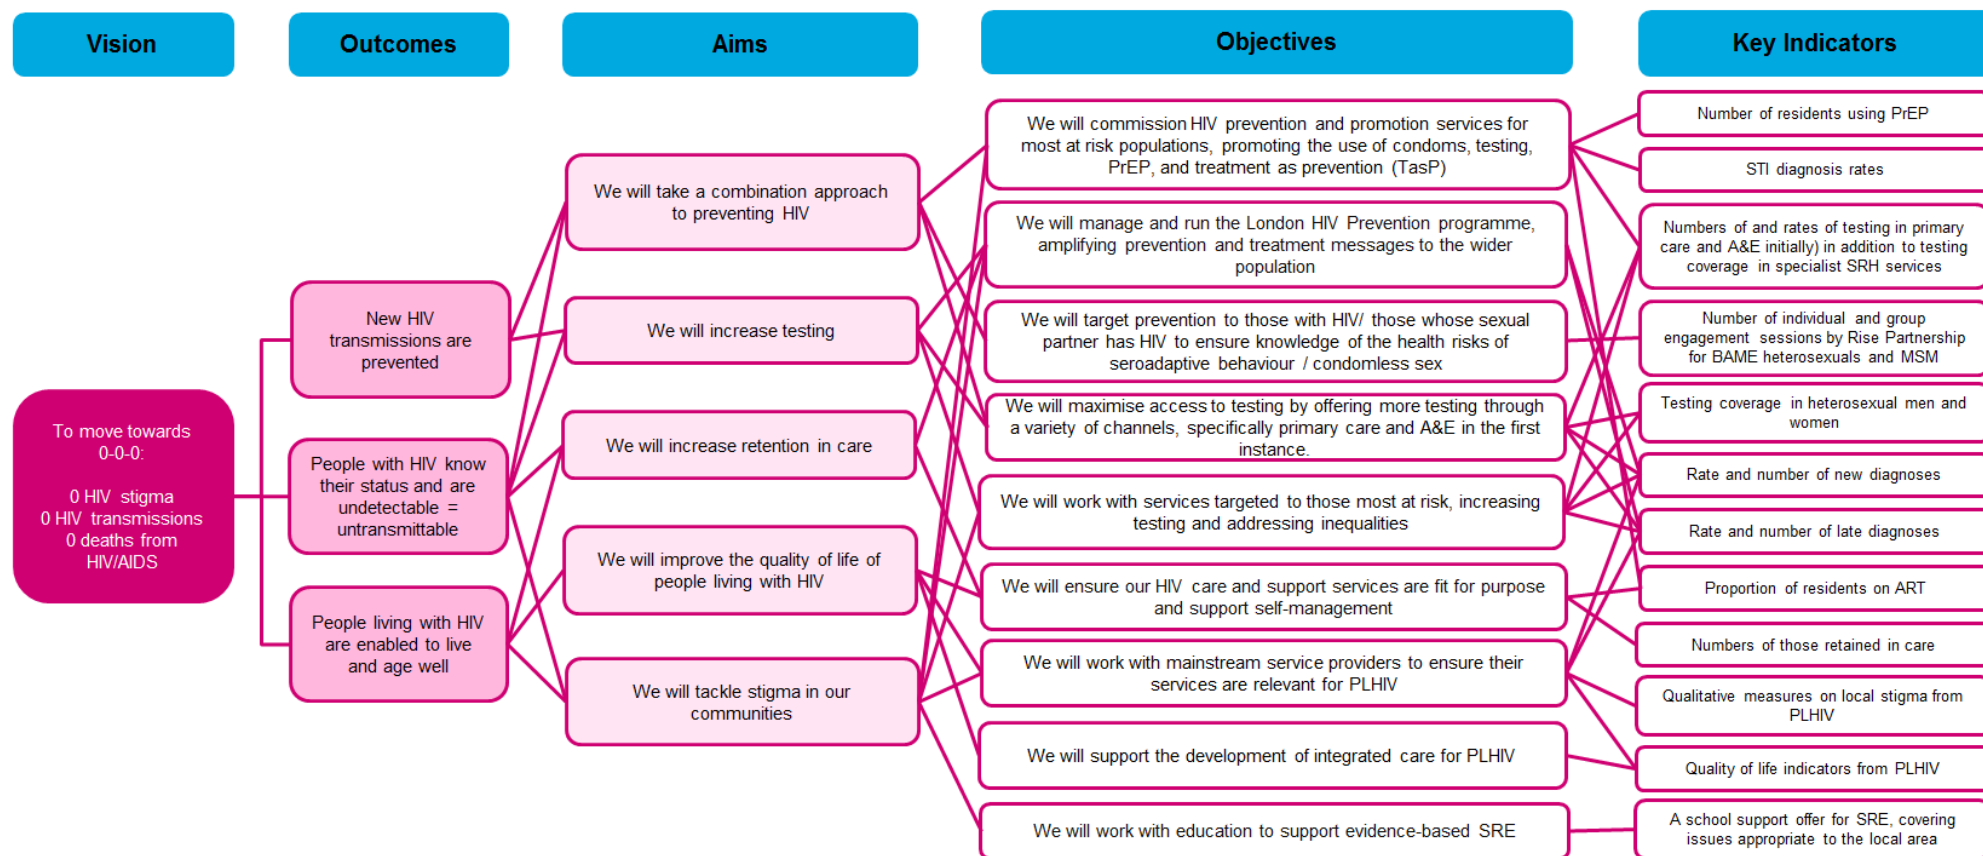 Vision
Outcomes
Aims
Objectives
Key Indicators
To move towards
0-0-0:
0 HIV stigma
0 HIV transmissions
0 deaths from
HIV/AIDS
New HIV
transmissions are
prevented
People with HIV know
their status and are
undetectable =
untransmittable
People living with HIV
are enabled to live
and age well
We will take a combination approach
to preventing HIV
We will increase testing
We will increase retention in care
We will improve the quality of life of
people living with HIV
We will tackle stigma in our
communities
We will commission HIV prevention and promotion services for
most at risk populations, promoting the use of condoms, testing,
PrEP, and treatment as prevention (TasP)
We will manage and run the London HIV Prevention programme,
amplifying prevention and treatment messages to the wider
population
We will target prevention to those with HIV/ those whose sexual
partner has HIV to ensure knowledge of the health risks of
seroadaptive behaviour / condomless sex
We will maximise access to testing by offering more testing through
a variety of channels, specifically primary care and A&E in the first
instance.
We will work with services targeted to those most at risk, increasing
testing and addressing inequalities
We will ensure our HIV care and support services are fit for purpose
and support self-management
We will work with mainstream service providers to ensure their
services are relevant for PLHIV
We will support the development of integrated care for PLHIV
We will work with education to support evidence-based SRE
Number of residents using PrEP
STI diagnosis rates
Numbers of and rates of testing in primary
care and A&E initially) in addition to testing
coverage in specialist SRH services
Number of individual and group
engagement sessions by Rise Partnership
for BAME heterosexuals and MSM
Testing coverage in heterosexual men and
women
Rate and number of new diagnoses
Rate and number of late diagnoses
Proportion of residents on ART
Numbers of those retained in care
Qualitative measures on local stigma from
PLHIV
Quality of life indicators from PLHIV
A school support offer for SRE, covering
issues appropriate to the local area